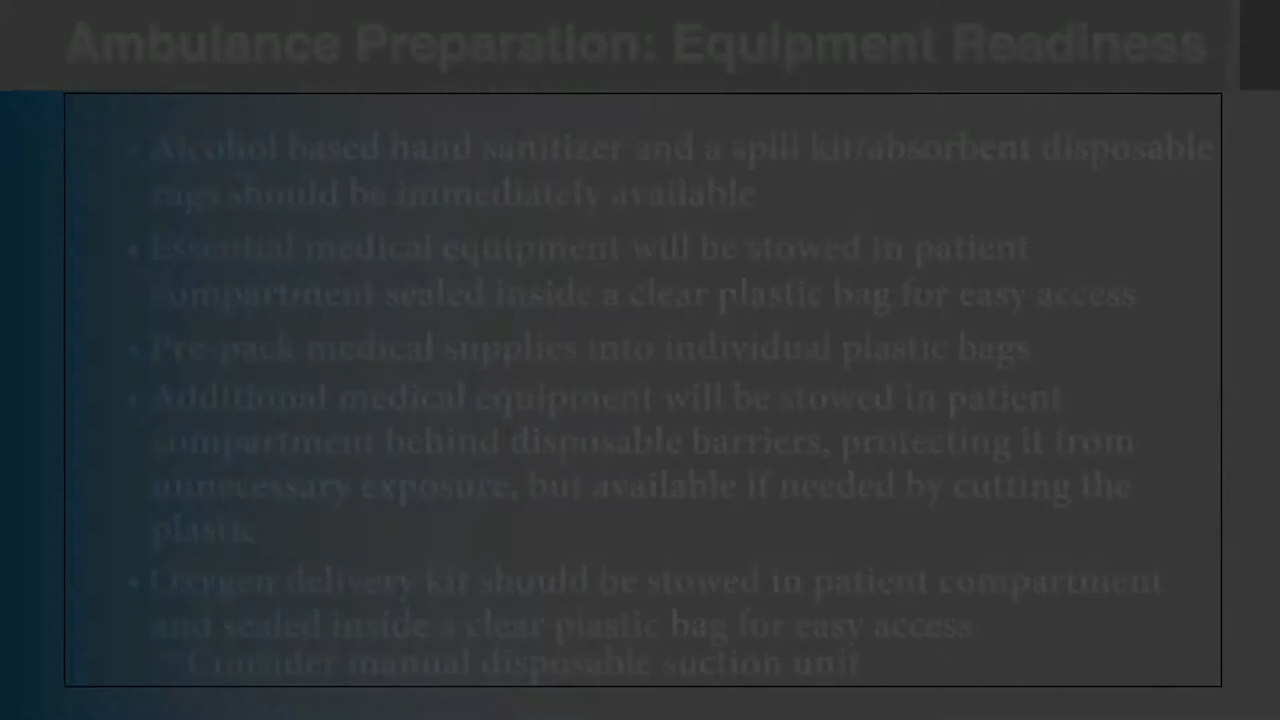 Ambulance Preparation: Equipment Readiness
• Alcohol based hand sanitizer and a spill kit/absorbent disposable
rags should be immediately available
• Essential medical equipment will be stowed in patient
compartment sealed inside a clear plastic bag for easy access
• Pre-pack medical supplies into individual plastic bags
• Additional medical equipment will be stowed in patient
compartment behind disposable barriers, protecting it from
unnecessary exposure, but available if needed by cutting the
plastic
• Oxygen delivery kit should be stowed in patient compartment
and sealed inside a clear plastic bag for easy access
Consider manual disposable suction unit